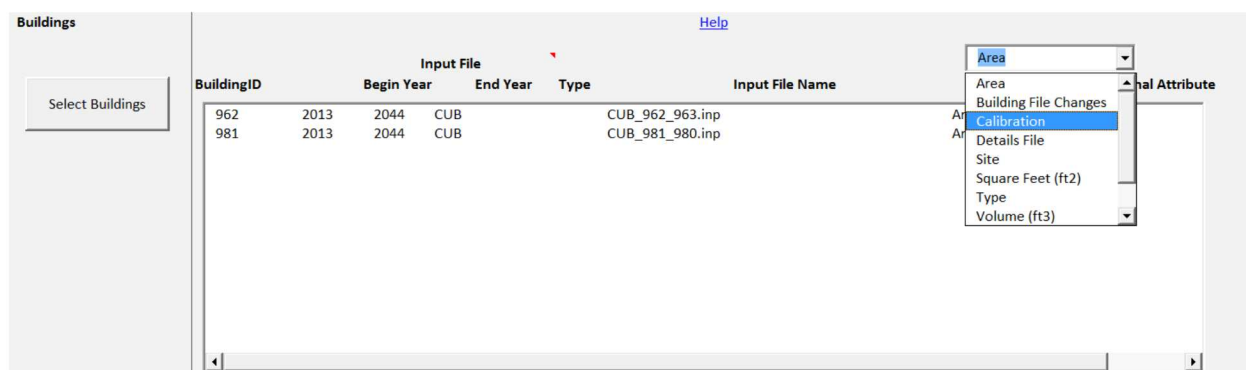 Buildings
Help
Area
Input File
BuildingID Begin Year End Year Type Input File Name nal Attribute
Select Buildings
962 2013 2044 CUB CUB_962_963.inp Ar
981 2013 2044 CUB CUB_981_980.inp Ar
Area
Building File Changes
Calibration
Details File
Site
Square Feet (ft2)
Type
Volume (ft3)